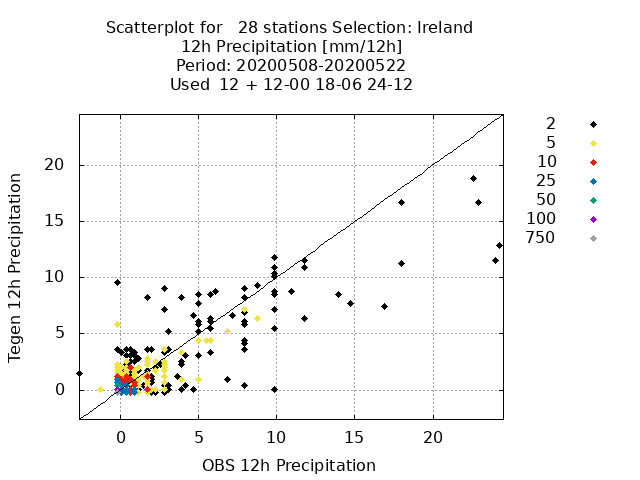 Scatterplot for   28 stations Selection: Ireland
12h Precipitation [mm/12h]
Period: 20200508-20200522
Used  12 + 12-00 18-06 24-12
2
5
10
25
50
100
750
20
15
10
5
0
Tegen 12h Precipitation
0 5 10 15 20
OBS 12h Precipitation